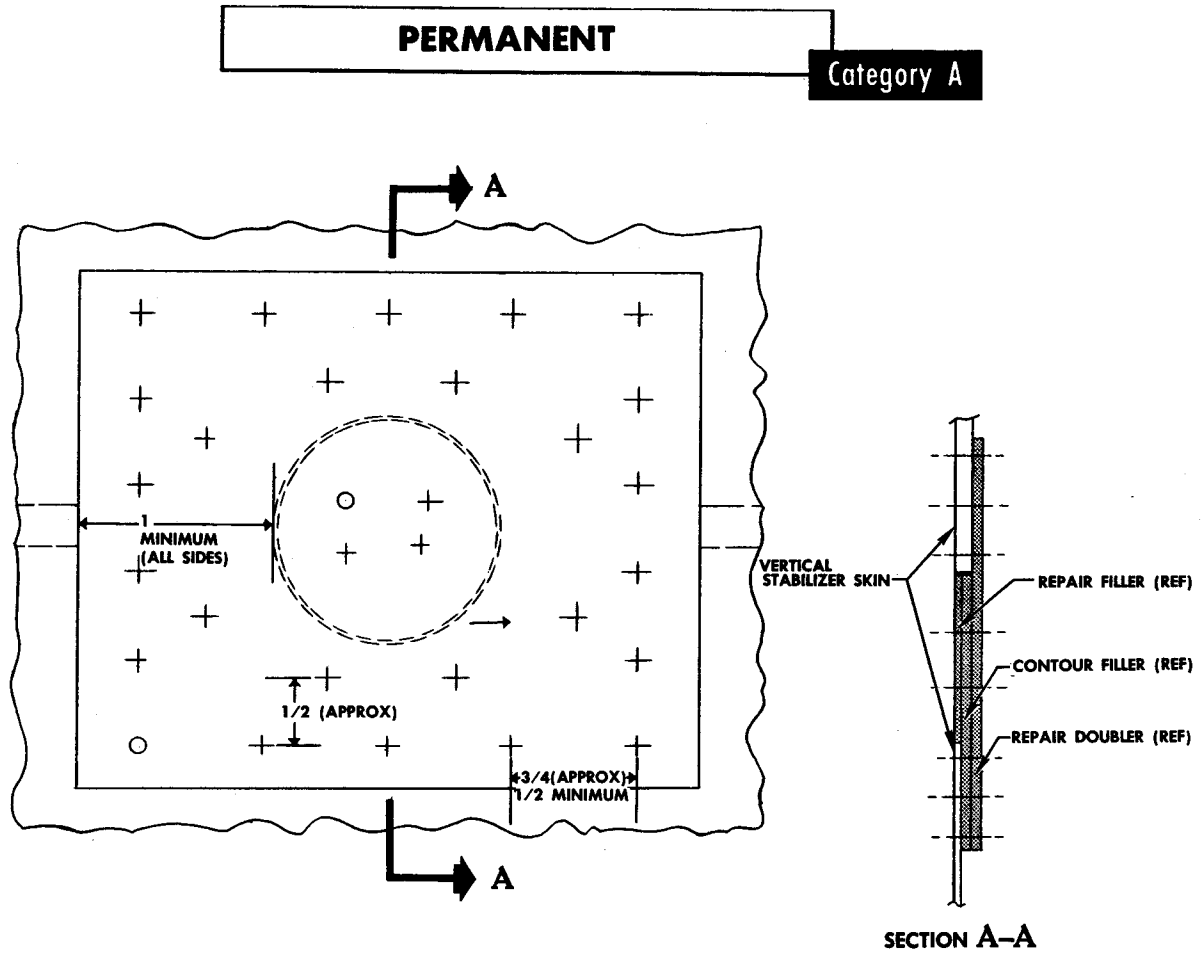 PERMANENT
Category A
A
1
MINIMUM
(ALL SIDES)
1/2 (APPROX)
3/4(APPROX)
1/2 MINIMUM
A
VERTICAL
STABILIZER SKIN
REPAIR FILLER (REF)
CONTOUR FILLER (REF)
REPAIR DOUBLER (REF)
SECTION A–A